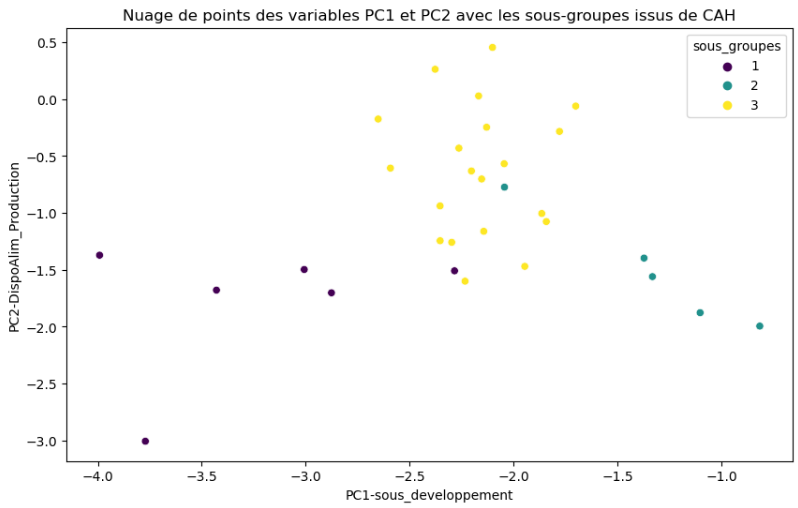 Nuage de points des variables PC1 et PC2 avec les sous-groupes issus de CAH
sous_groupes
1
2
3
0.5
0.0
−0.5
−1.0
−1.5
−2.0
−2.5
−3.0
PC2-DispoAlim_Production
−4.0 −3.5 −3.0 −2.5 −2.0 −1.5 −1.0
PC1-sous_developpement